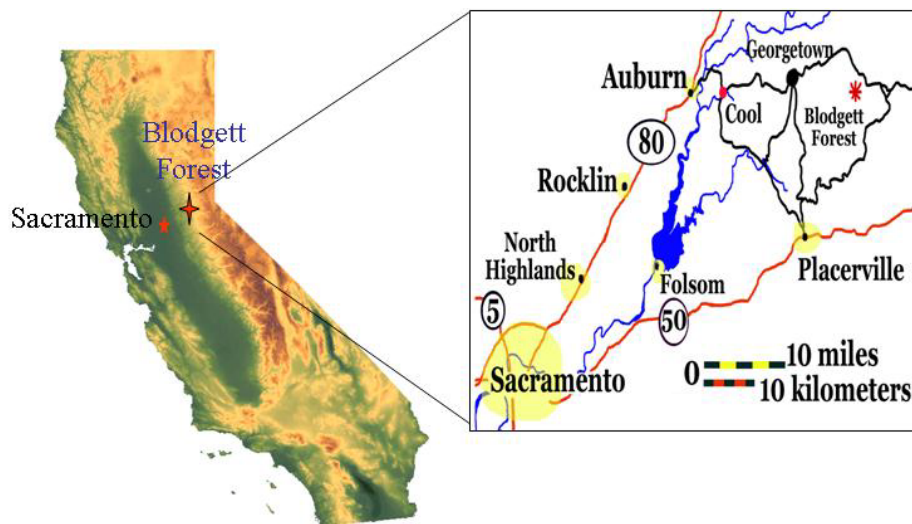 Blodgett
Forest
Sacramento
Georgetown
Auburn
Cool
Blodgett
Forest
80
Rocklin
North
Highlands
Folsom
Placerville
5
50
0
10 miles
10 kilometers
Sacramento